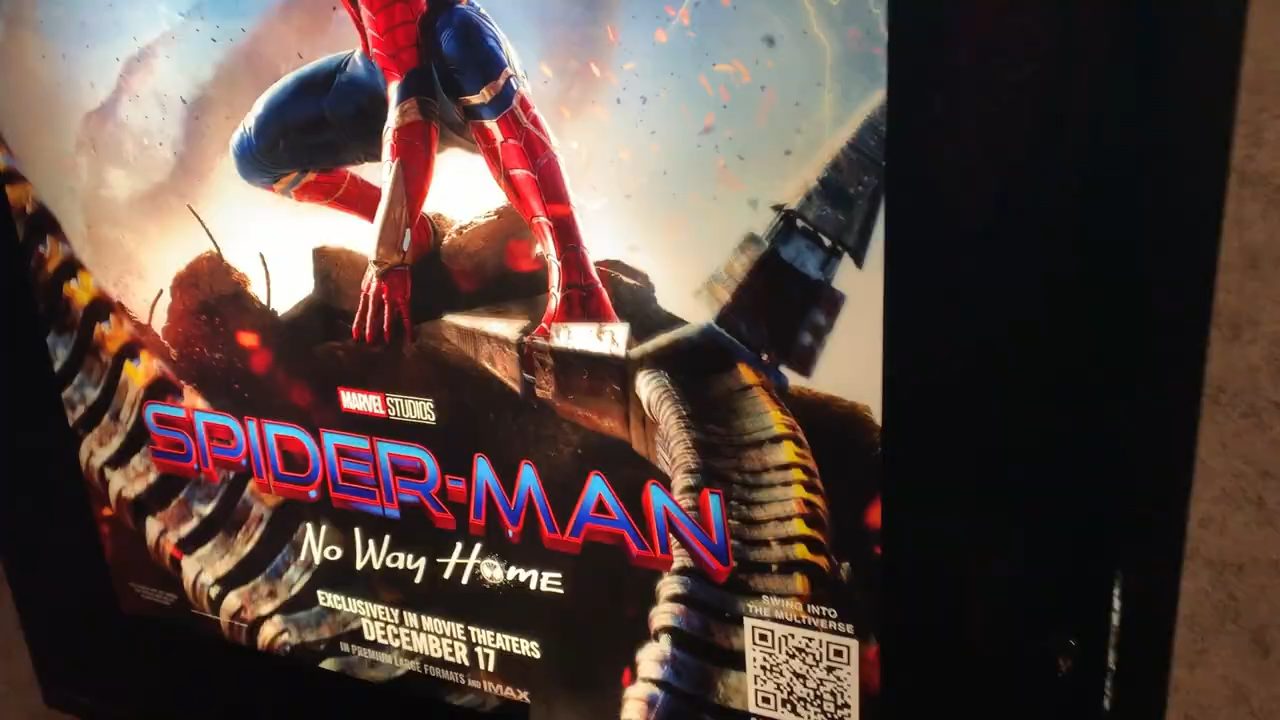 MARVEL STUDIOS
SPIDER-MAN
No Way Home
EXCLUSIVELY IN MOVIE THEATERS
DECEMBER 17
IN PREMIUM LARGE FORMATS AND IMAX
SWING INTO
THE MULTIVERSE